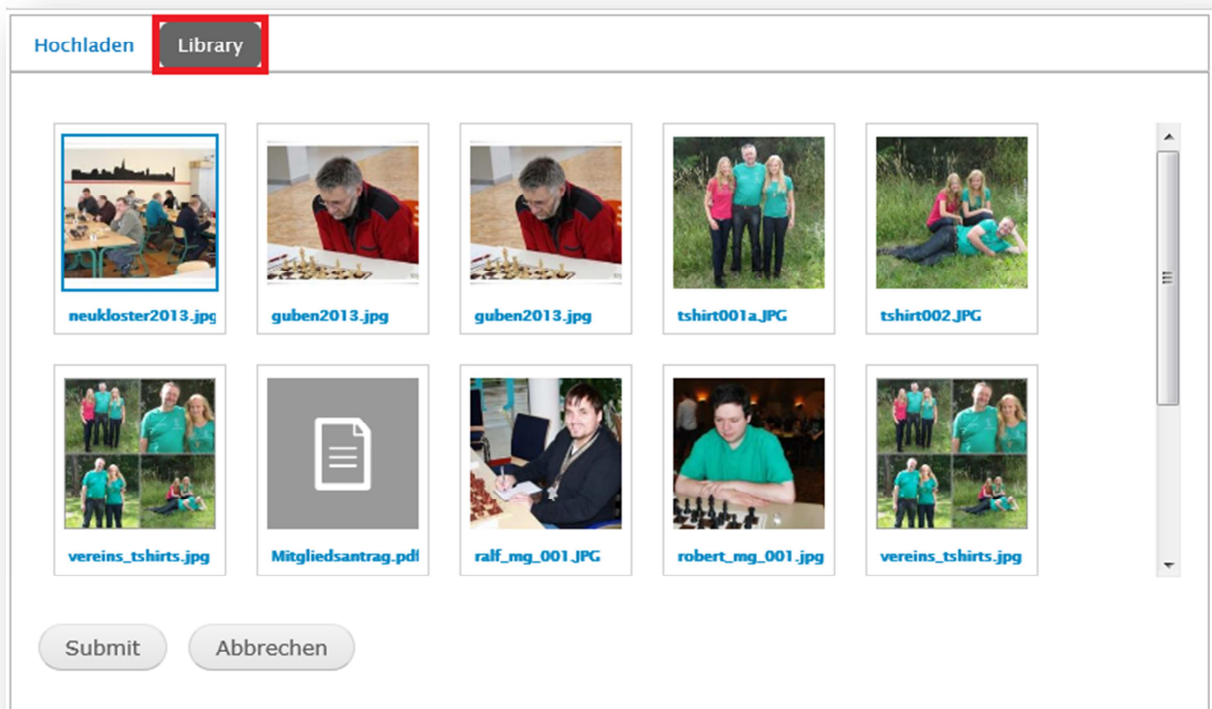 Hochladen Library
neukloster2013.jpg guben2013.jpg guben2013.jpg tshirt001a.JPG tshirt002.JPG
vereins_tshirts.jpg Mitgliedsantrag.pdf ralf_mg_001.JPG robert_mg_001.jpg vereins_tshirts.jpg
Submit Abbrechen